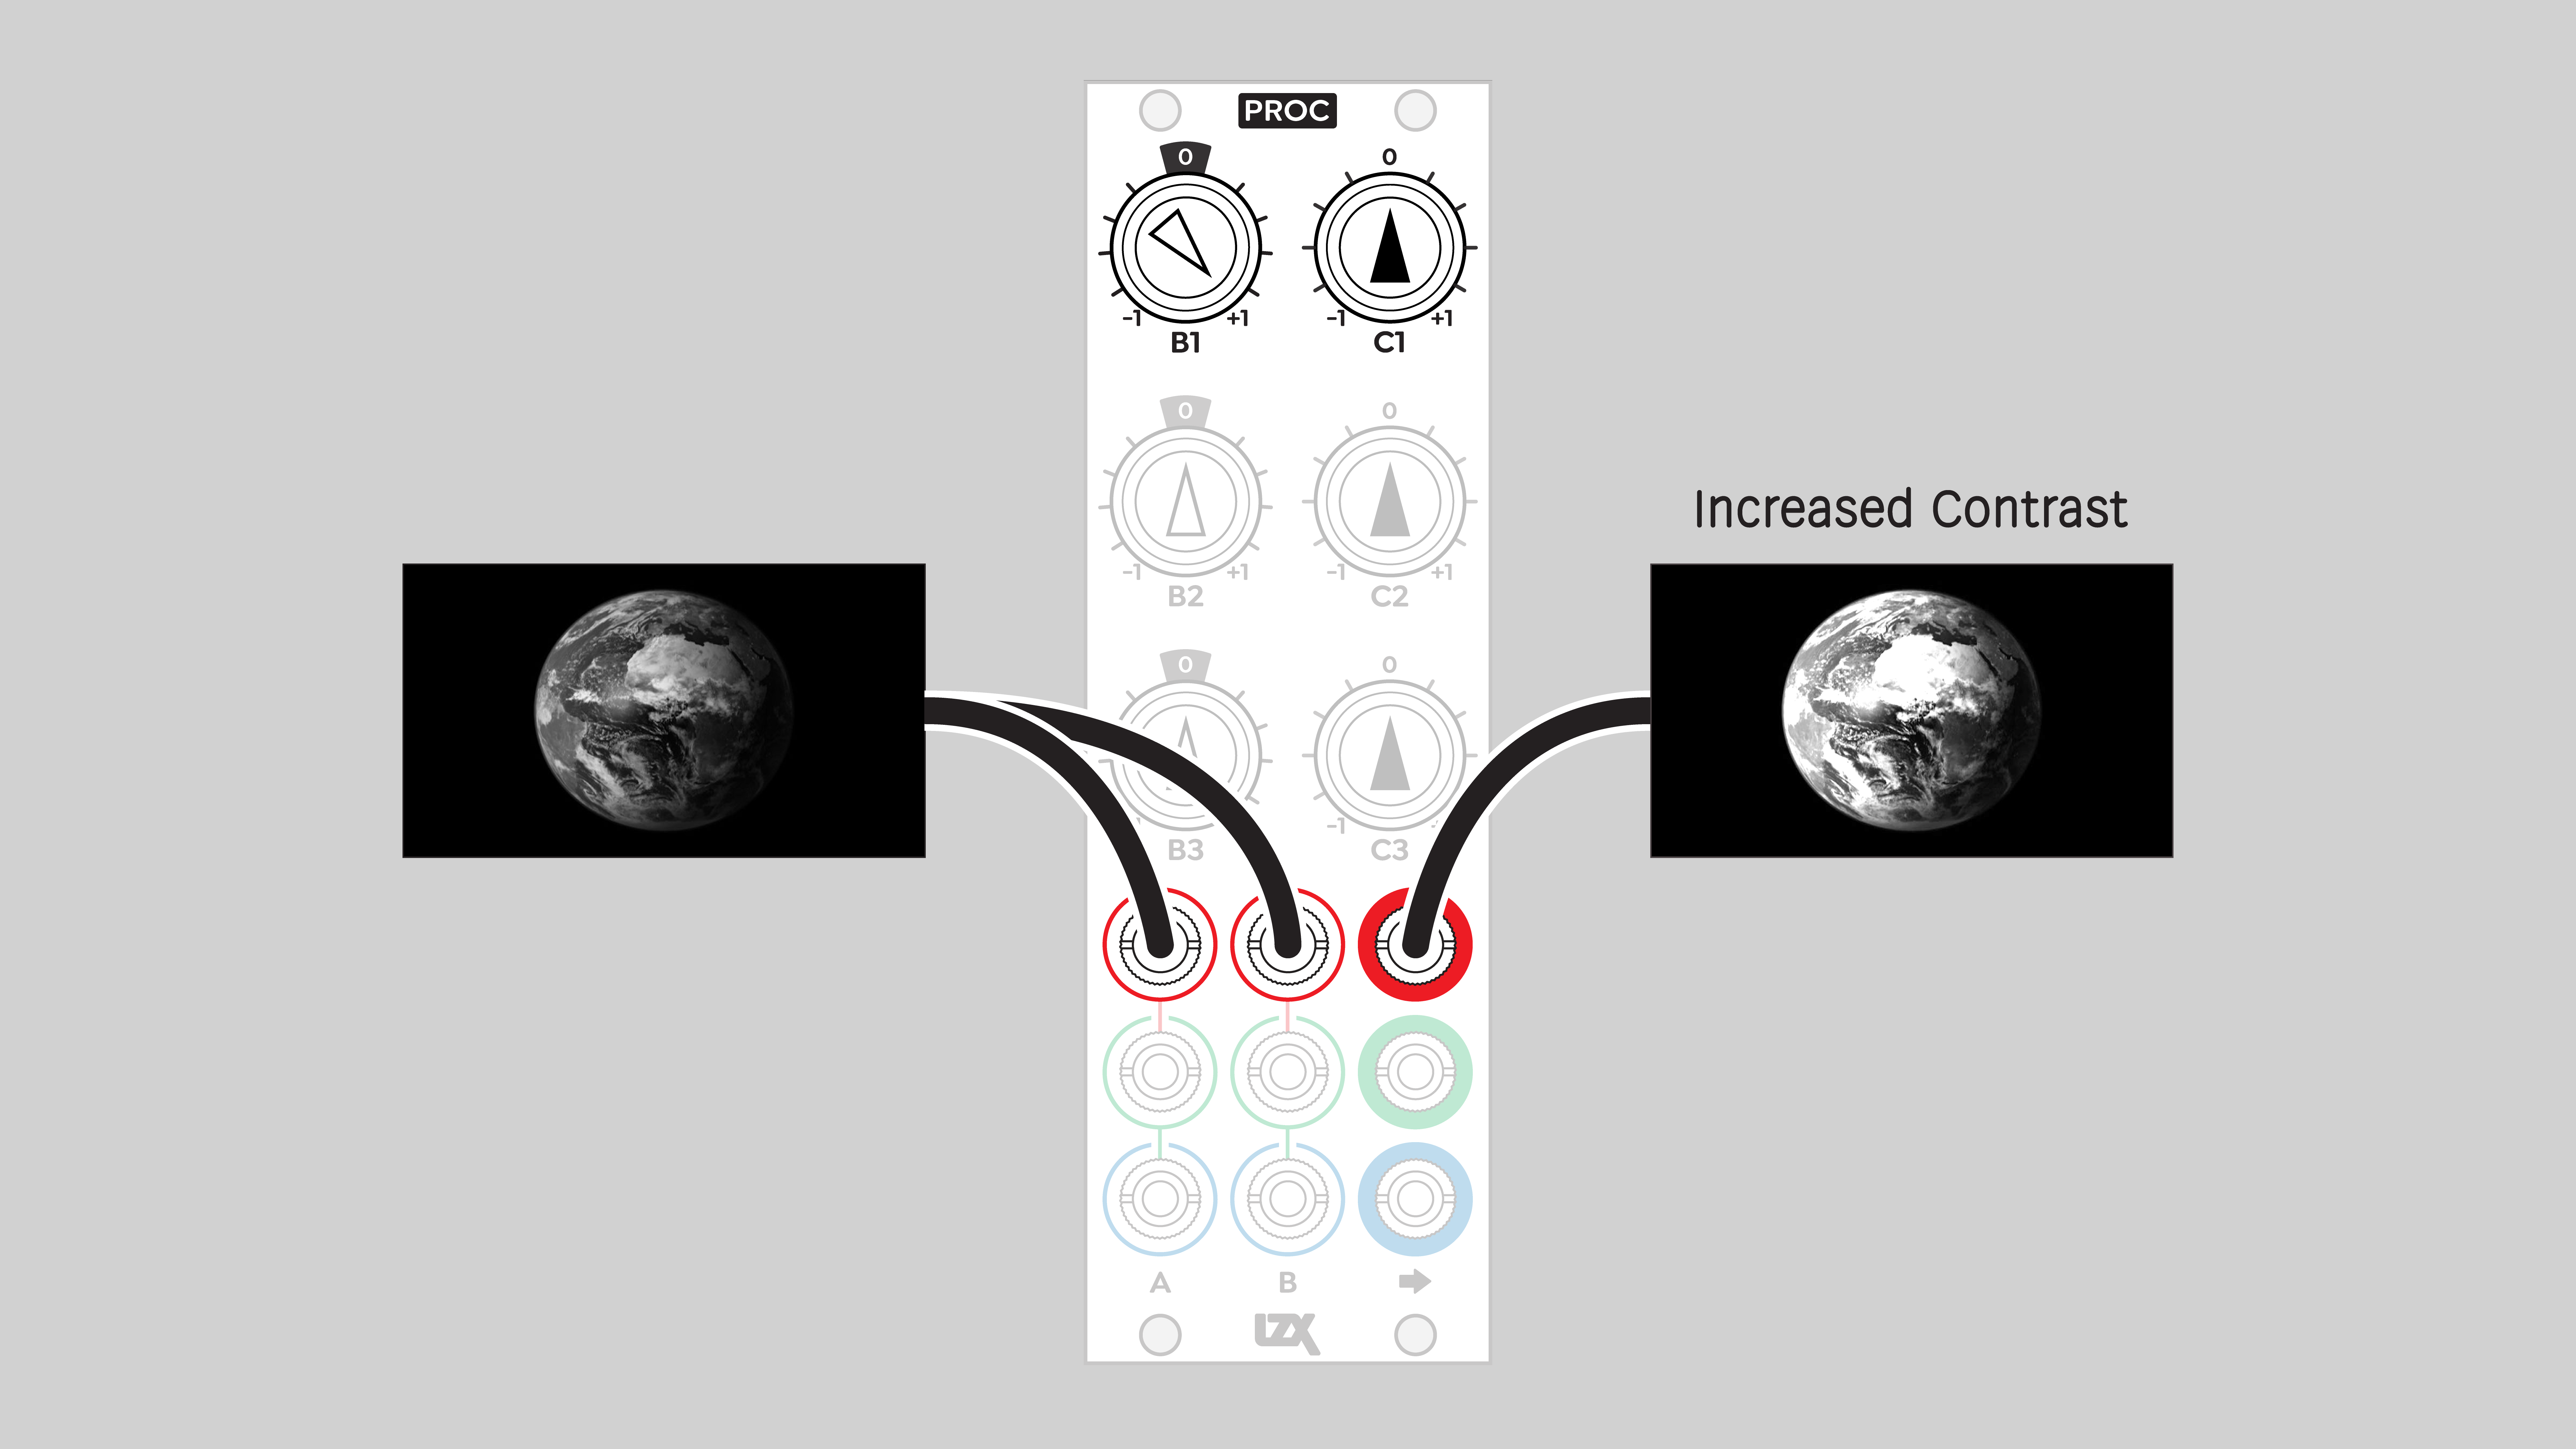 PROC
0 0
-1 +1 -1 +1
B1 C1
0 0
-1 +1 -1 +1
B2 C2
Increased Contrast
0 0
-1
B3 C3
A B
LZX